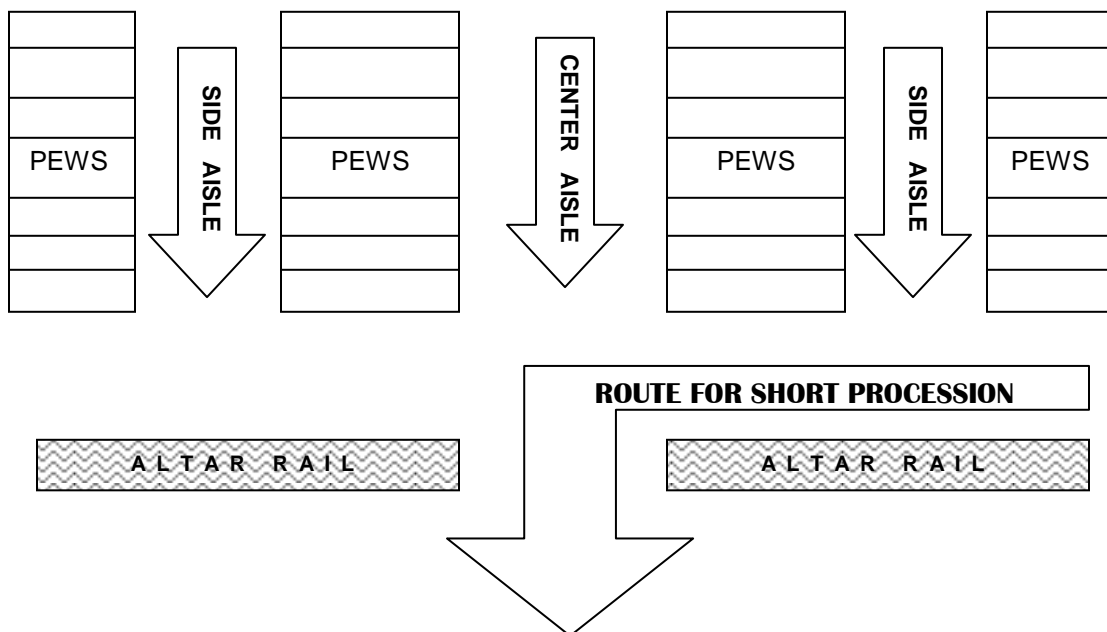 SIDE AISLE
CENTER AISLE
SIDE AISLE
PEWS
PEWS
PEWS
PEWS
ROUTE FOR SHORT PROCESSION
ALTAR RAIL
ALTAR RAIL